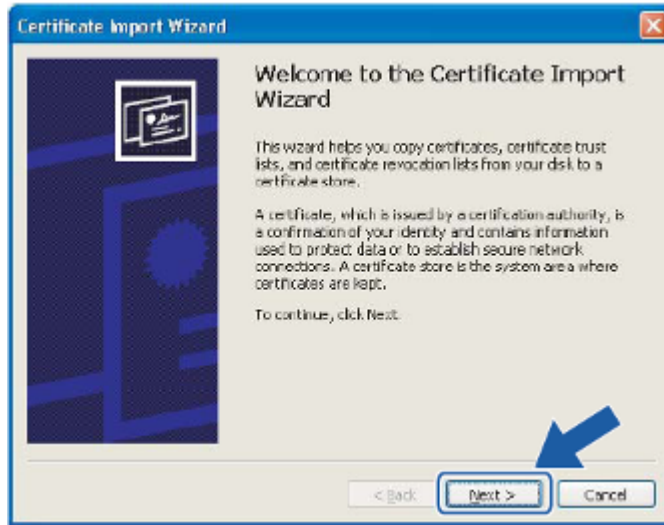 Certificate Import Wizard
Welcome to the Certificate Import
Wizard
This wizard helps you copy certificates, certificate trust
lists, and certificate revocation lists from your disk to a
certificate store.
A certificate, which is issued by a certification authority, is
a confirmation of your identity and contains information
used to protect data or to establish secure network
connections. A certificate store is the system area where
certificates are kept.
To continue, click Next.
< Back
Next >
Cancel